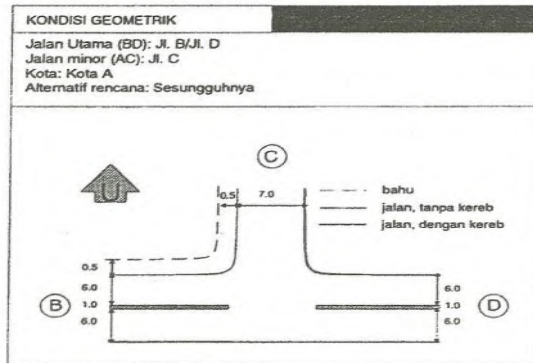 KONDISI GEOMETRIK
Jalan Utama (BD): Jl. B/Jl. D
Jalan minor (AC): Jl. C
Kota: Kota A
Alternatif rencana: Sesungguhnya
C
U
0.5 7.0
bahu
jalan, tanpa kereb
jalan, dengan kereb
0.5
6.0 6.0
B 1.0 1.0 D
6.0 6.0